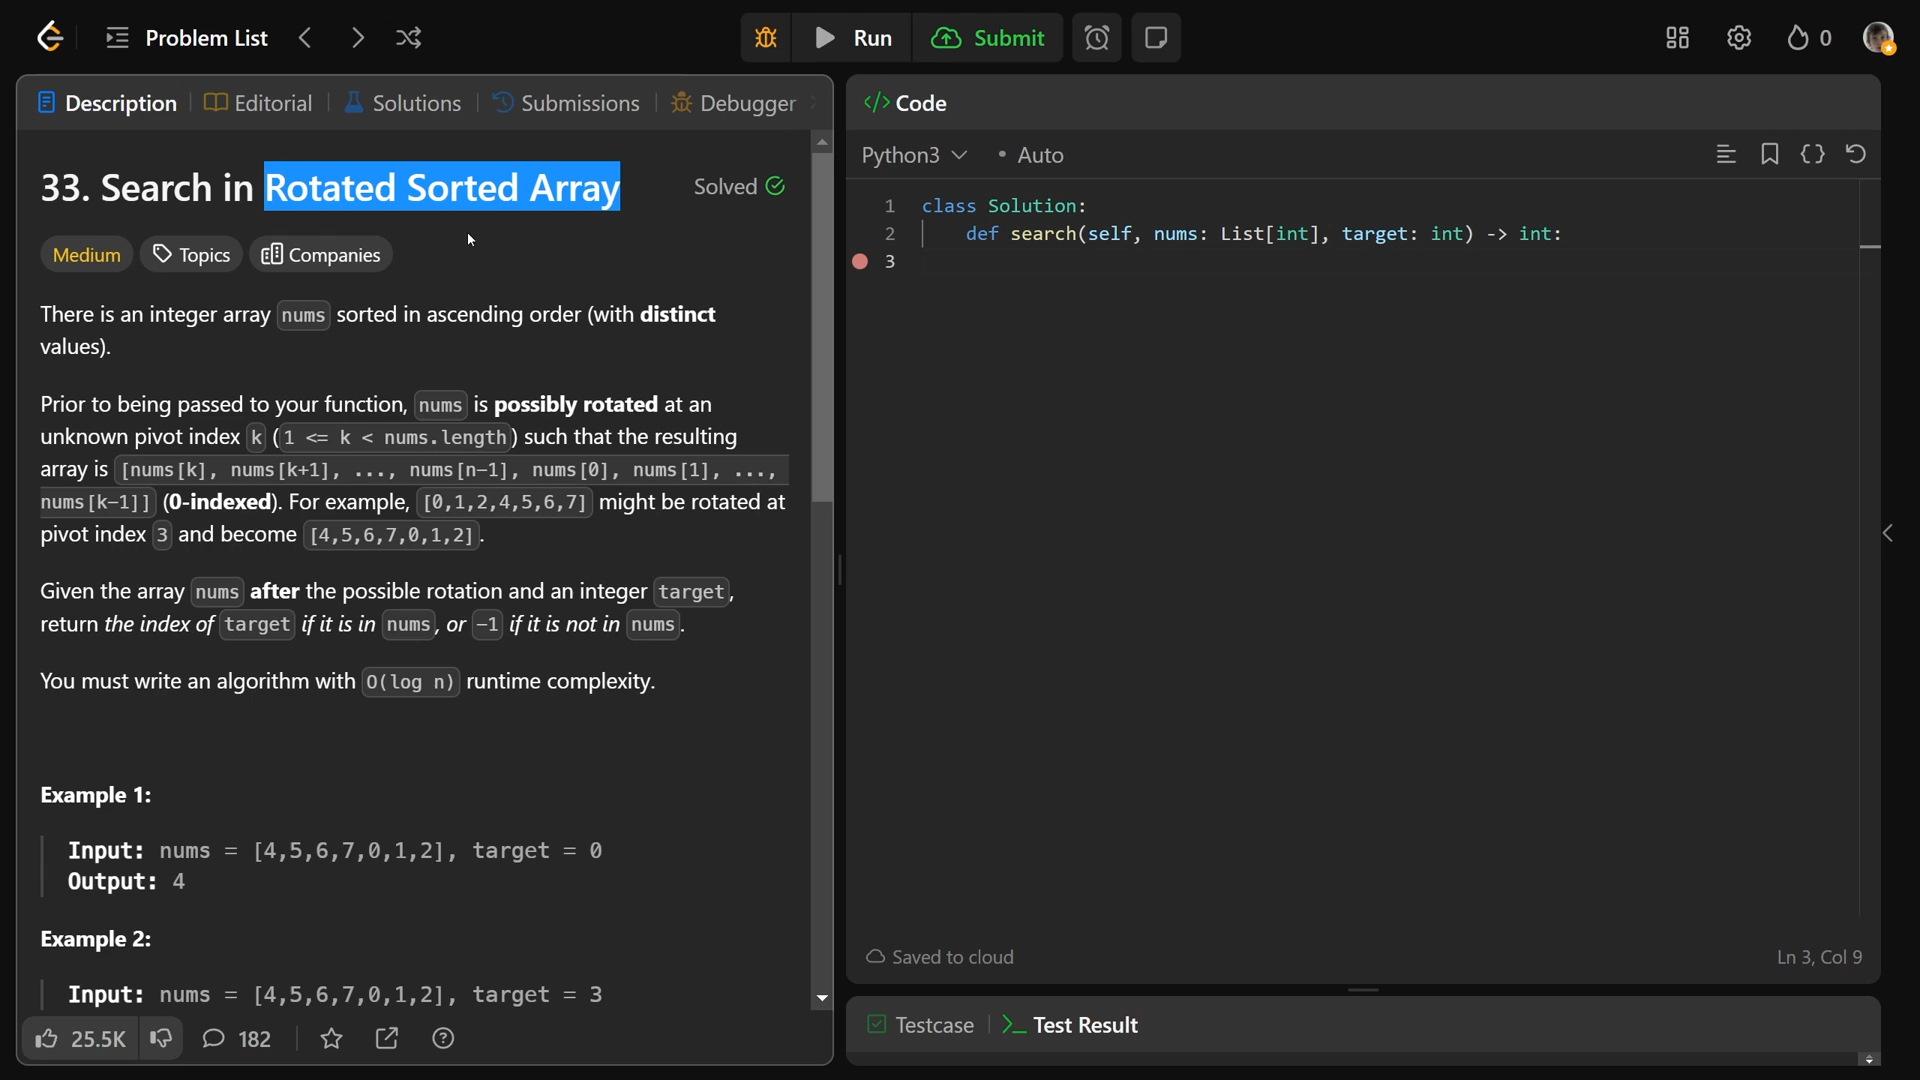 Problem List
Run
Submit
0
Description
Editorial
Solutions
Submissions
Debugger
33. Search in Rotated Sorted Array
Solved
Medium
Topics
Companies
There is an integer array nums sorted in ascending order (with distinct
values).
Prior to being passed to your function, nums is possibly rotated at an
unknown pivot index k (1 <= k < nums.length) such that the resulting
array is [nums[k], nums[k+1], ..., nums[n-1], nums[0], nums[1], ...,
nums[k-1]] (0-indexed). For example, [0,1,2,4,5,6,7] might be rotated at
pivot index 3 and become [4,5,6,7,0,1,2].
Given the array nums after the possible rotation and an integer target,
return the index of target if it is in nums, or -1 if it is not in nums.
You must write an algorithm with O(log n) runtime complexity.
Example 1:
Input: nums = [4,5,6,7,0,1,2], target = 0
Output: 4
Example 2:
Input: nums = [4,5,6,7,0,1,2], target = 3
25.5K
182
</> Code
Python3
• Auto
1 class Solution:
2 def search(self, nums: List[int], target: int) -> int:
3
Saved to cloud
Ln 3, Col 9
Testcase
>_ Test Result